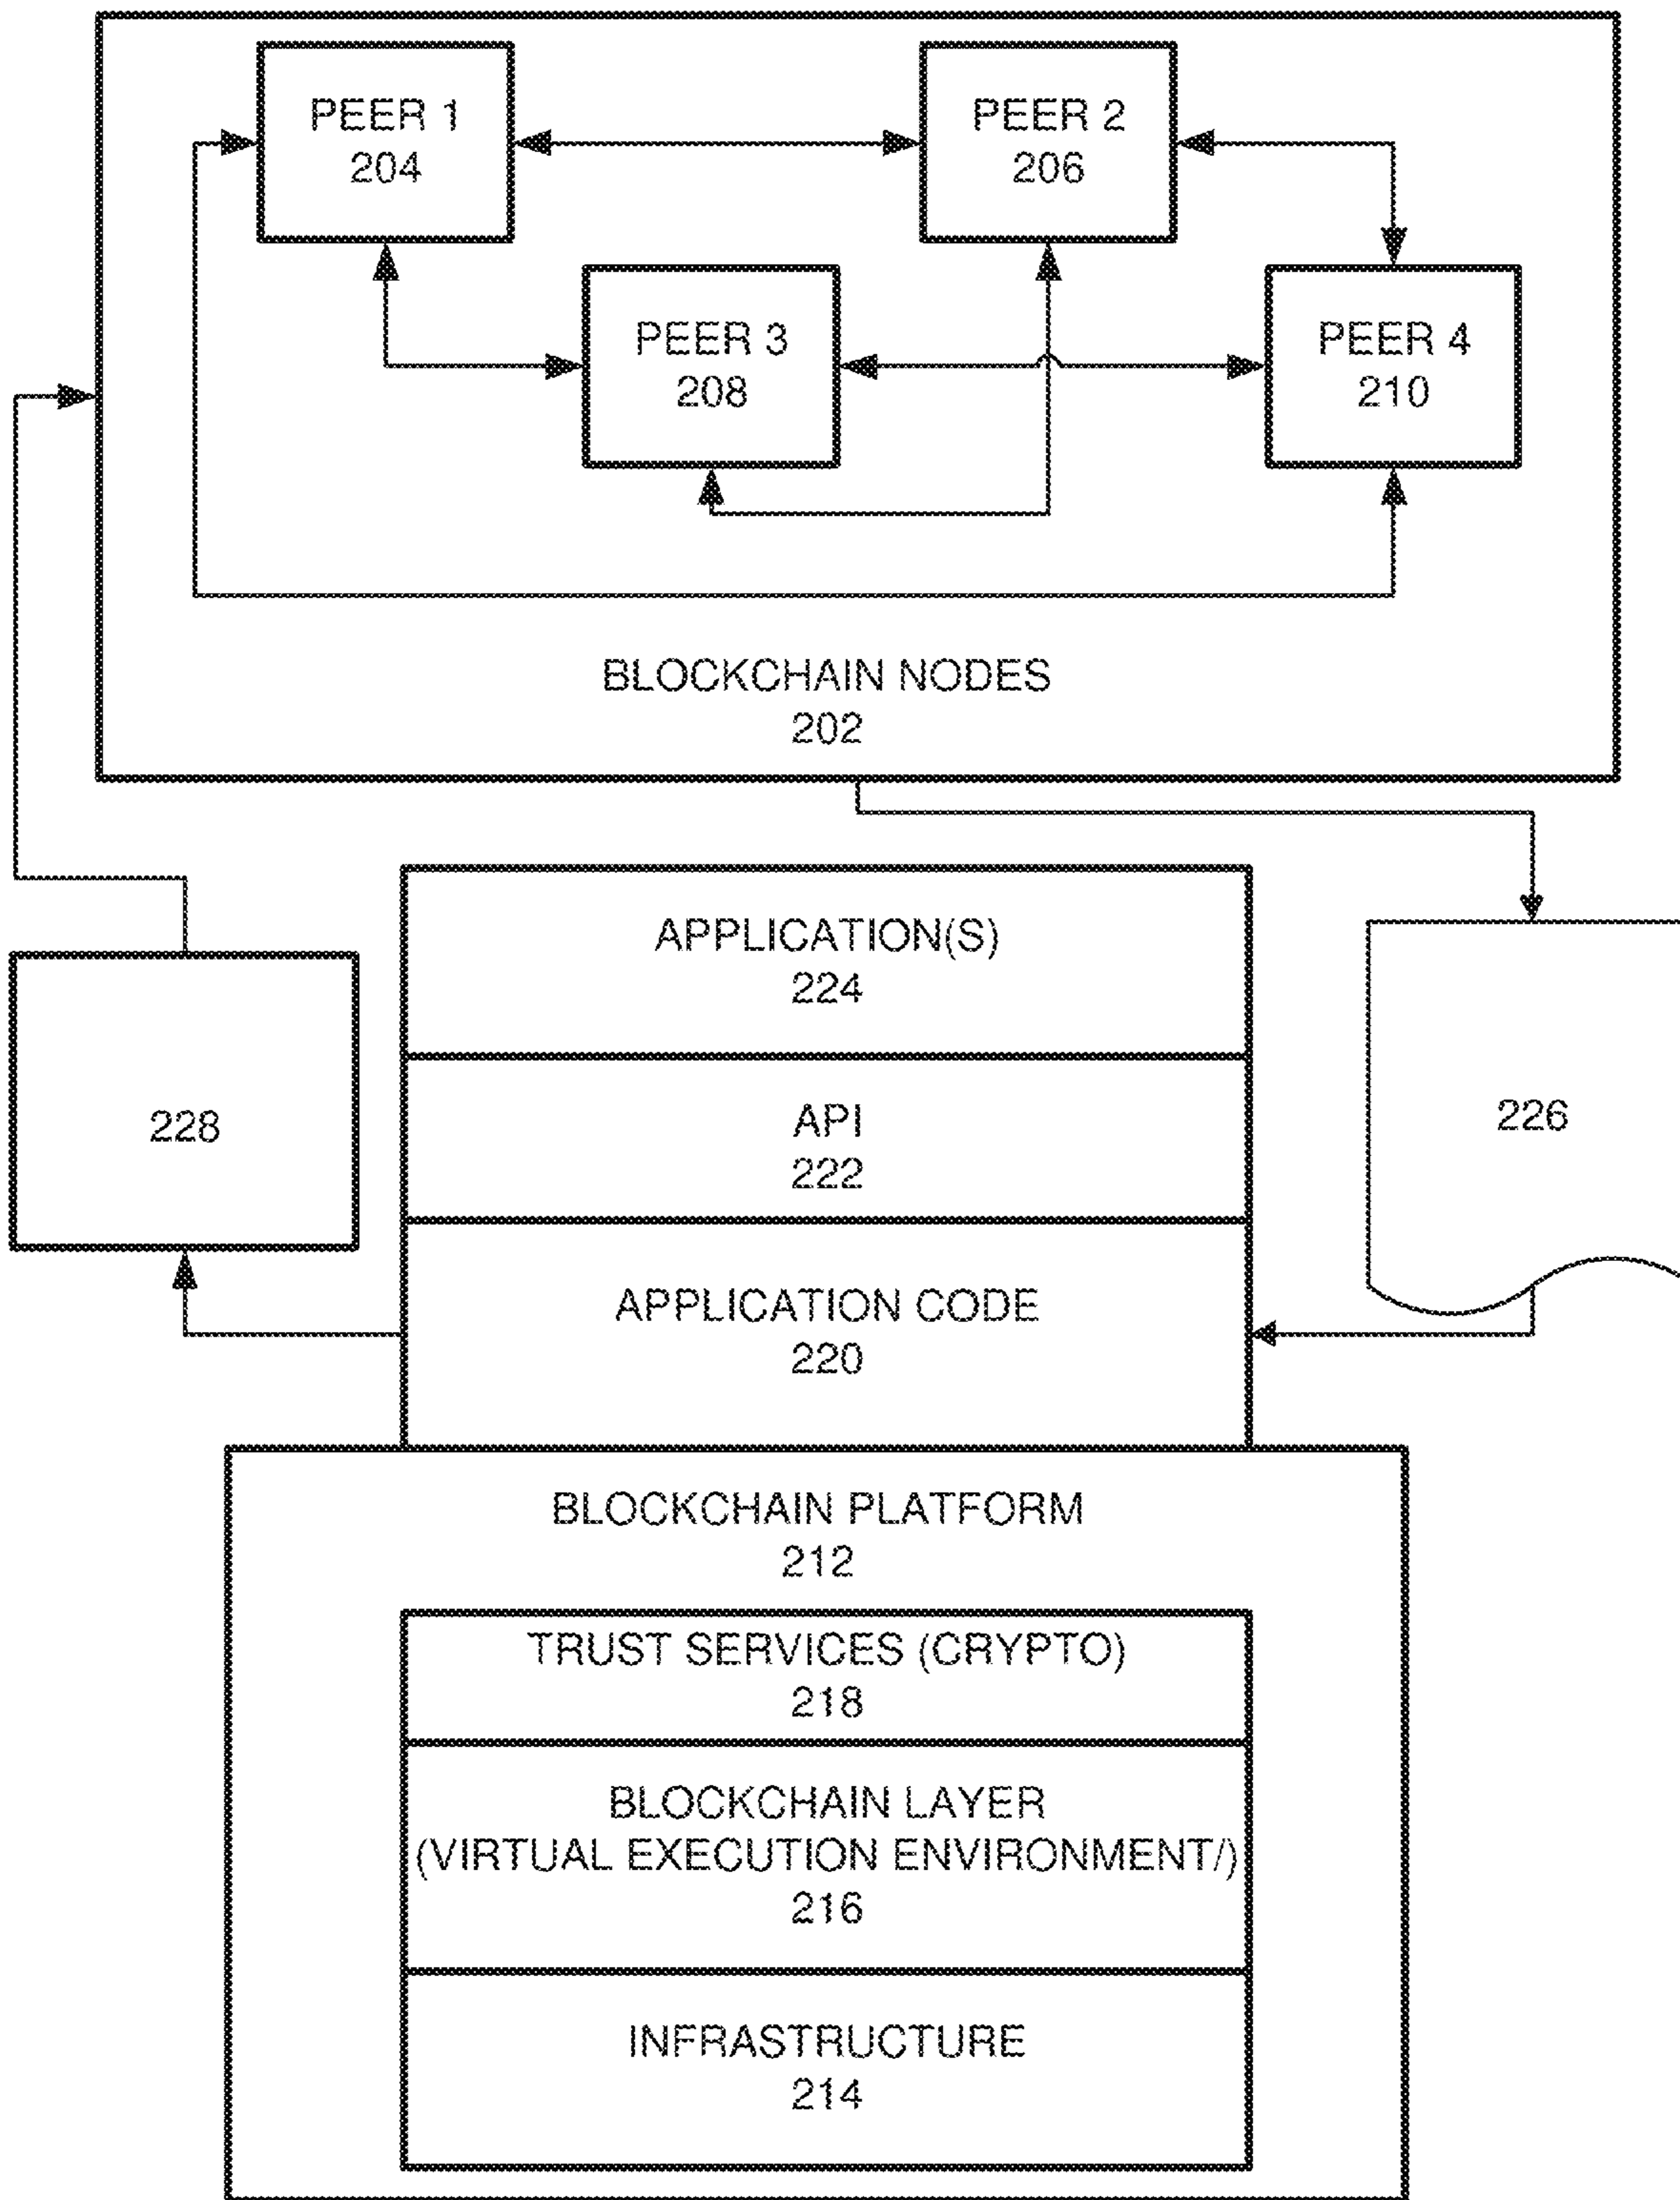 PEER 1
204
PEER 2
206
PEER 3
208
PEER 4
210
BLOCKCHAIN NODES
202
APPLICATION(S)
224
API
222
228
226
APPLICATION CODE
220
BLOCKCHAIN PLATFORM
212
TRUST SERVICES (CRYPTO)
218
BLOCKCHAIN LAYER
(VIRTUAL EXECUTION ENVIRONMENT/)
216
INFRASTRUCTURE
214